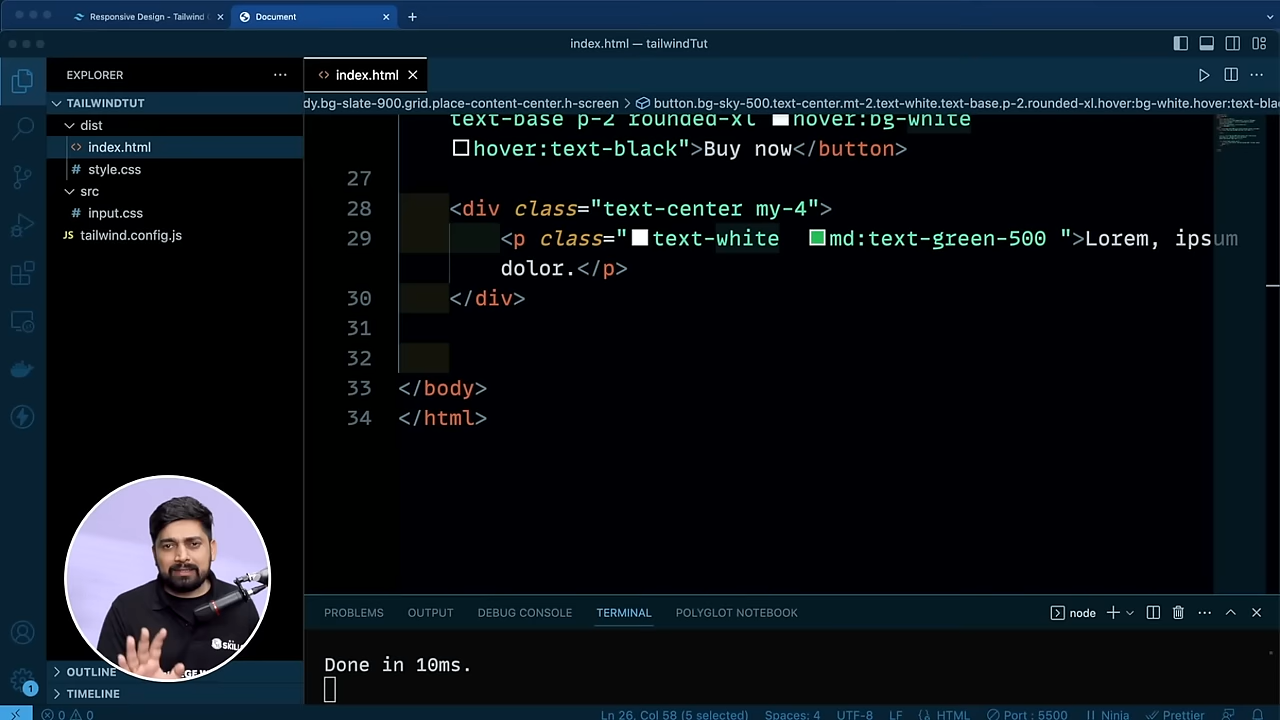 Responsive Design - Tailwind
Document
index.html — tailwindTut
EXPLORER
index.html
TAILWINDTUT
dy.bg-slate-900.grid.place-content-center.h-screen
button.bg-sky-500.text-center.mt-2.text-white.text-base.p-2.rounded-xl.hover:bg-white.hover:text-bla
dist
index.html
style.css
src
input.css
JS tailwind.config.js
text-base p-2 rounded-xl hover:bg-white
hover:text-black">Buy now</button>
27
28 <div class="text-center my-4">
29 <p class="text-white md:text-green-500 ">Lorem, ipsum
dolor.</p>
30 </div>
31
32
33 </body>
34 </html>
PROBLEMS
OUTPUT
DEBUG CONSOLE
TERMINAL
POLYGLOT NOTEBOOK
node
Done in 10ms.
OUTLINE
TIMELINE
1
0 0
Ln 26, Col 58 (5 selected)
Spaces: 4
UTF-8
LF
HTML
Port : 5500
Ninja
Prettier